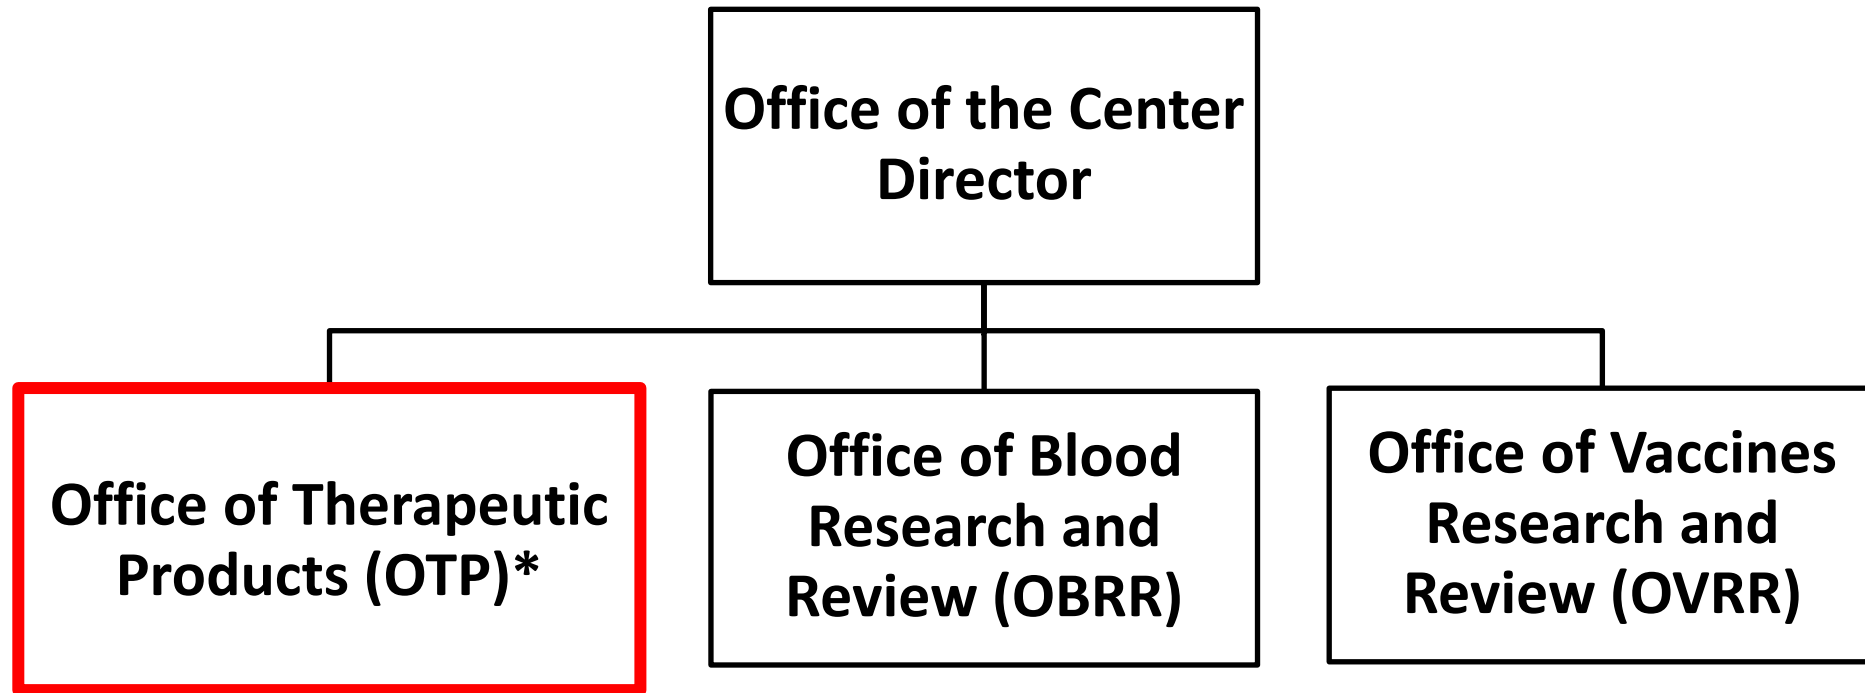 Office of the Center
Director
Office of Therapeutic
Products (OTP)*
Office of Blood
Research and
Review (OBRR)
Office of Vaccines
Research and
Review (OVRR)